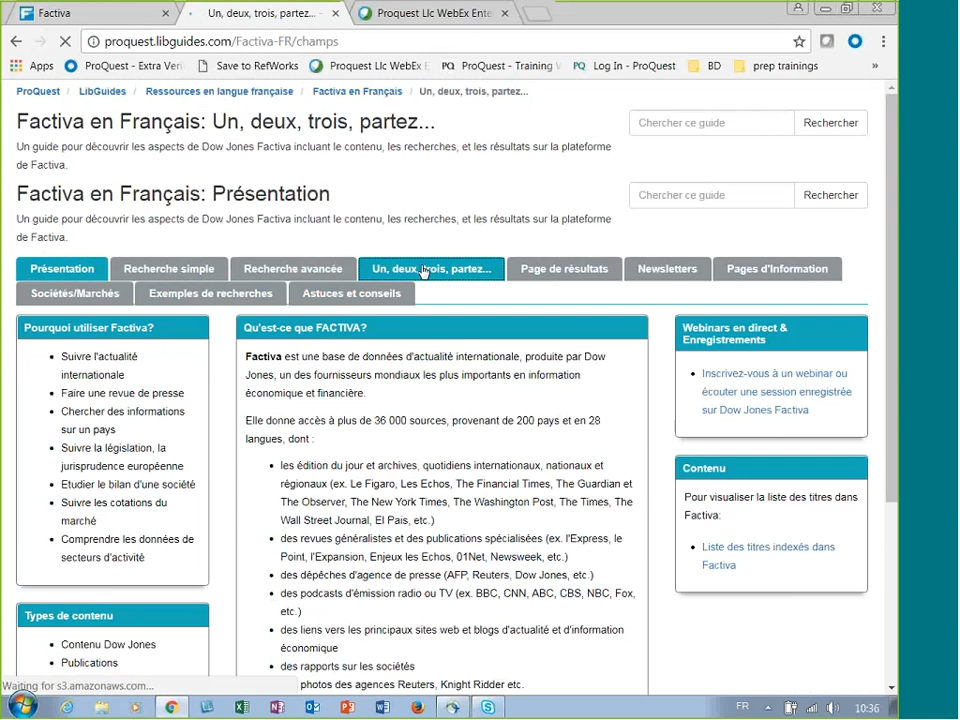 Factiva
Un, deux, trois, partez... -
Proquest Llc WebEx Ente
proquest.libguides.com/Factiva-FR/champs
Apps
ProQuest - Extra Veri
Save to RefWorks
Proquest Llc WebEx E
PQ ProQuest - Training V
PQ Log In - ProQuest
BD
prep trainings
»
ProQuest / LibGuides / Ressources en langue française / Factiva en Français / Un, deux, trois, partez...
Factiva en Français: Un, deux, trois, partez...
Chercher ce guide
Rechercher
Un guide pour découvrir les aspects de Dow Jones Factiva incluant le contenu, les recherches, et les résultats sur la plateforme
de Factiva.
Factiva en Français: Présentation
Chercher ce guide
Rechercher
Un guide pour découvrir les aspects de Dow Jones Factiva incluant le contenu, les recherches, et les résultats sur la plateforme
de Factiva.
Présentation
Recherche simple
Recherche avancée
Un, deux, trois, partez...
Page de résultats
Newsletters
Pages d'Information
Sociétés/Marchés
Exemples de recherches
Astuces et conseils
Pourquoi utiliser Factiva?
Suivre l'actualité
internationale
Faire une revue de presse
Chercher des informations
sur un pays
Suivre la législation, la
jurisprudence européenne
Etudier le bilan d'une société
Suivre les cotations du
marché
Comprendre les données de
secteurs d'activité
Types de contenu
Contenu Dow Jones
Publications
Qu'est-ce que FACTIVA?
Factiva est une base de données d'actualité internationale, produite par Dow
Jones, un des fournisseurs mondiaux les plus importants en information
économique et financière.
Elle donne accès à plus de 36 000 sources, provenant de 200 pays et en 28
langues, dont :
les édition du jour et archives, quotidiens internationaux, nationaux et
régionaux (ex. Le Figaro, Les Echos, The Financial Times, The Guardian et
The Observer, The New York Times, The Washington Post, The Times, The
Wall Street Journal, El Pais, etc.)
des revues généralistes et des publications spécialisées (ex. l'Express, le
Point, l'Expansion, Enjeux les Echos, 01Net, Newsweek, etc.)
des dépêches d'agence de presse (AFP, Reuters, Dow Jones, etc.)
des podcasts d'émission radio ou TV (ex. BBC, CNN, ABC, CBS, NBC, Fox,
etc.)
des liens vers les principaux sites web et blogs d'actualité et d'information
économique
des rapports sur les sociétés
photos des agences Reuters, Knight Ridder etc.
Webinars en direct &
Enregistrements
Inscrivez-vous à un webinar ou
écouter une session enregistrée
sur Dow Jones Factiva
Contenu
Pour visualiser la liste des titres dans
Factiva:
Liste des titres indexés dans
Factiva
Waiting for s3.amazonaws.com...
FR
10:36